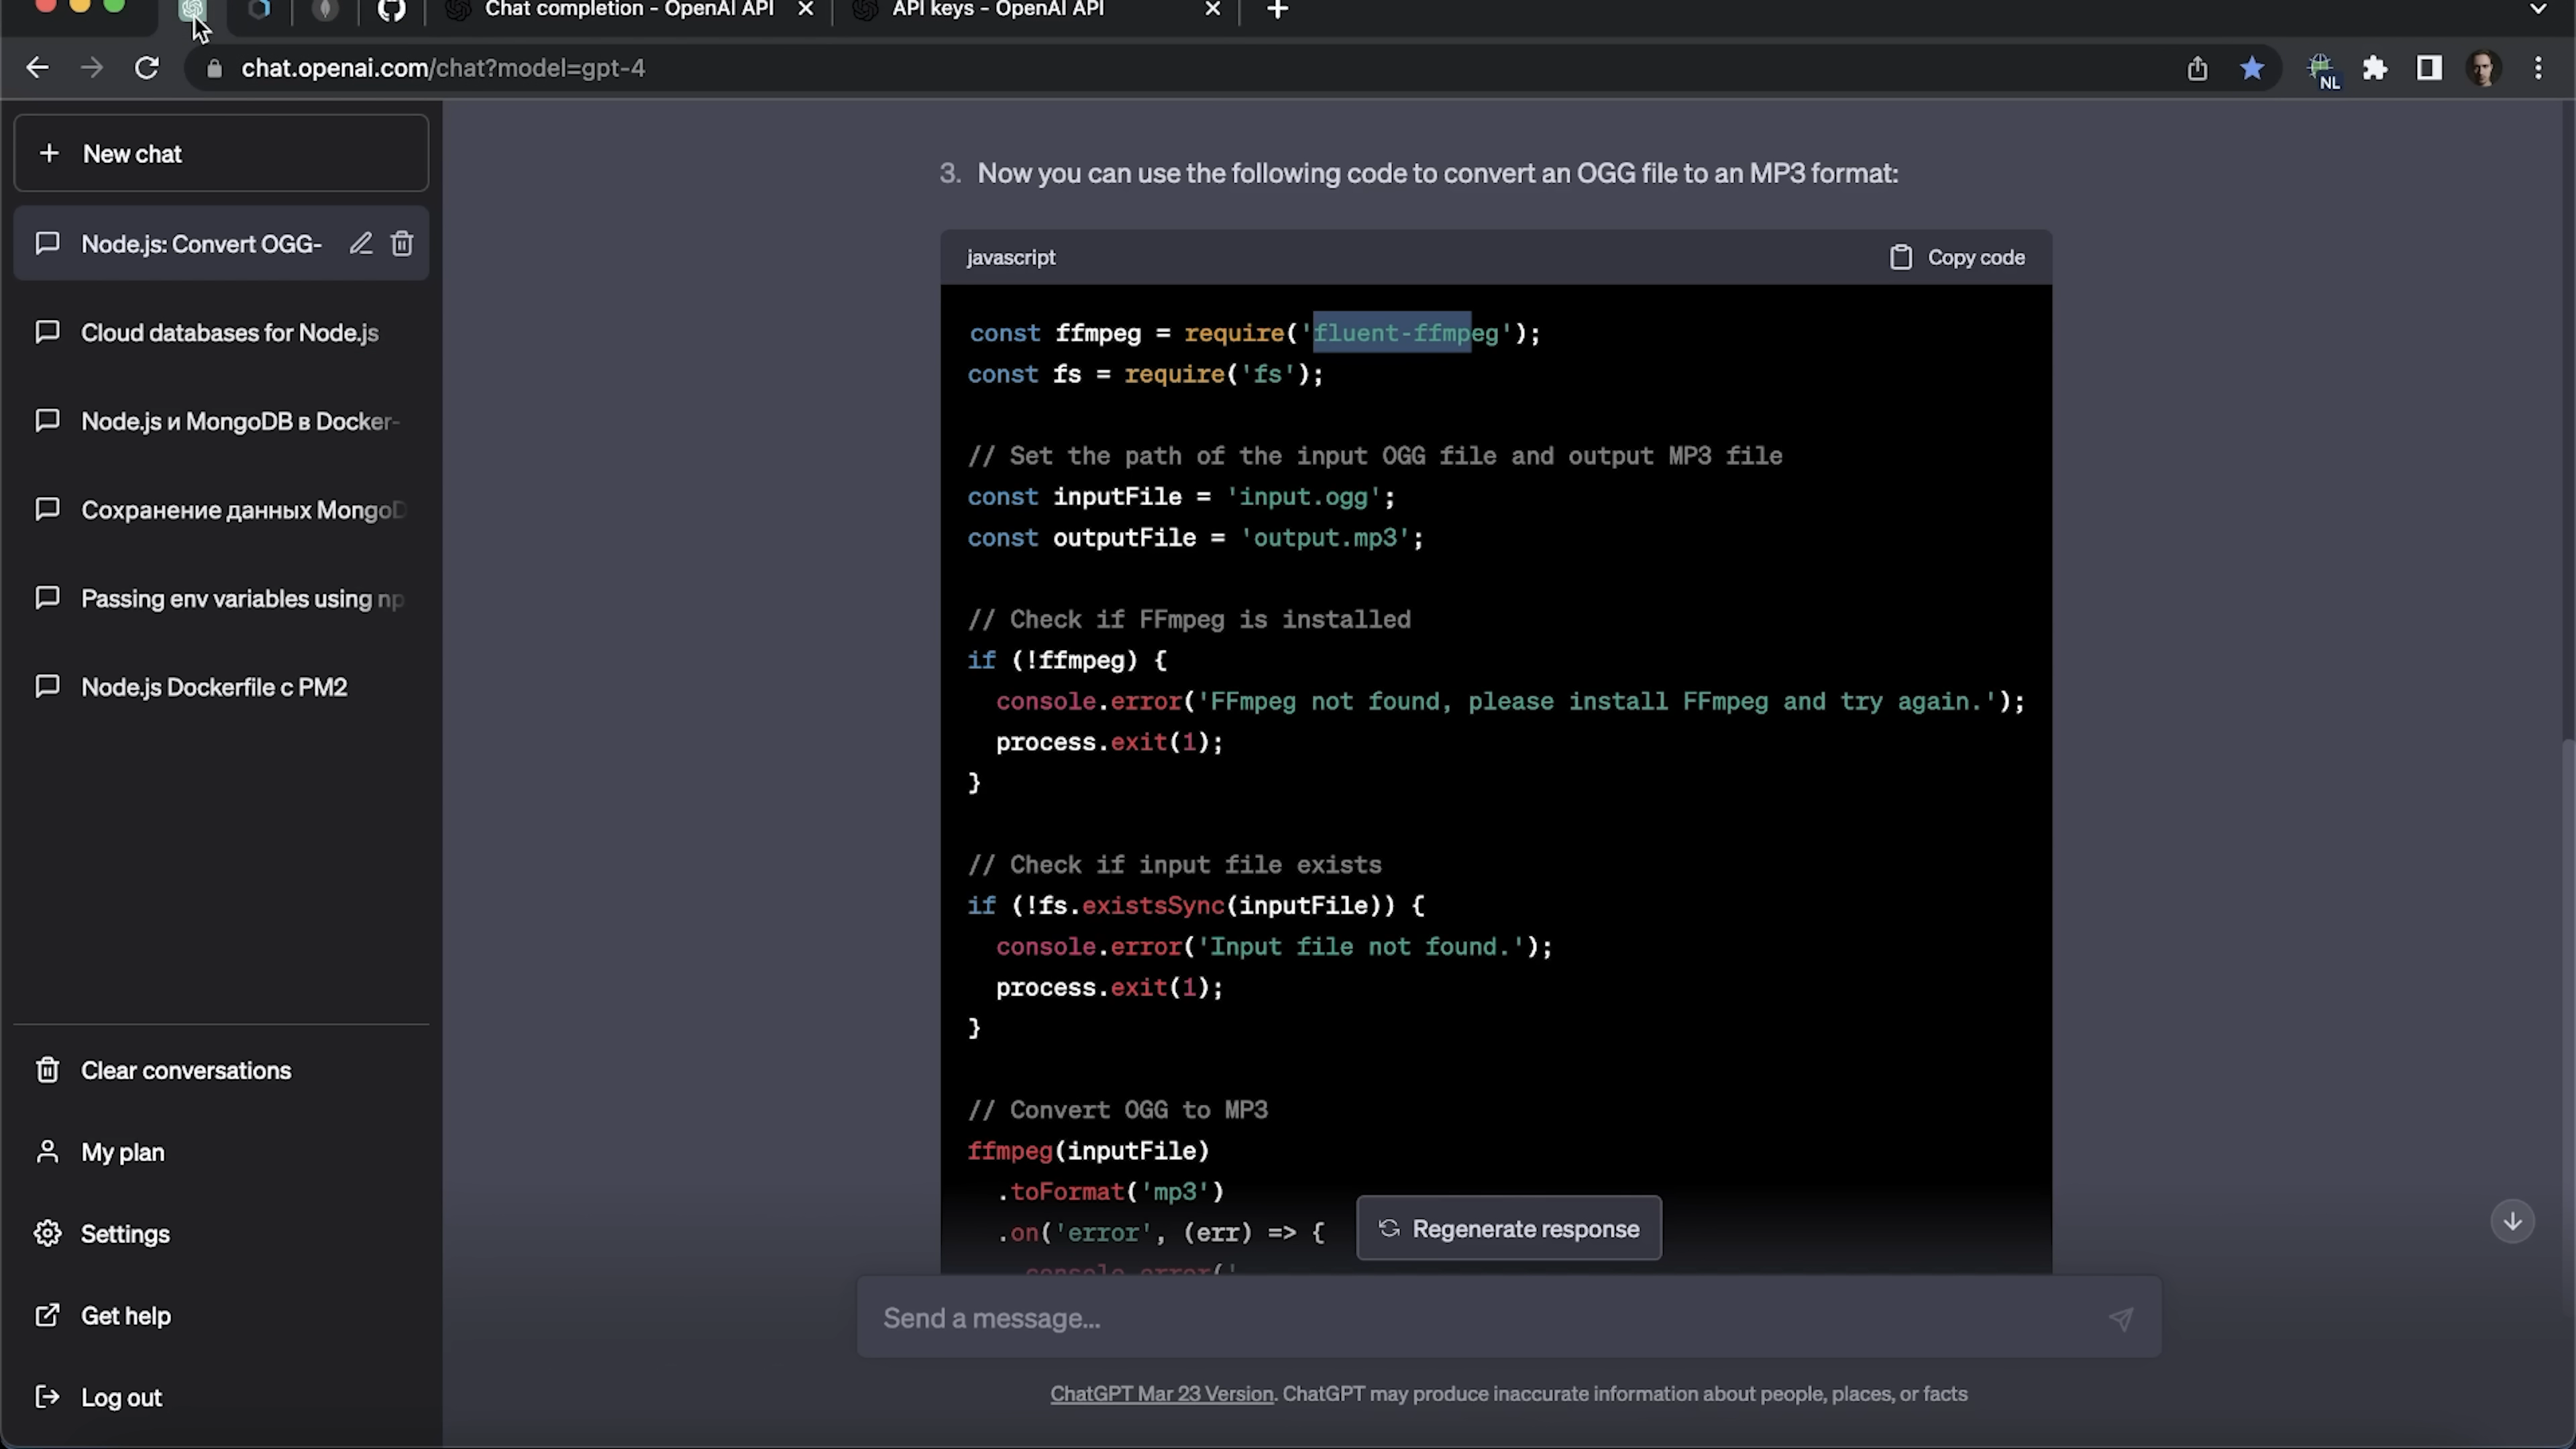 Chat completion - OpenAI API
API keys - OpenAI API
chat.openai.com/chat?model=gpt-4
NL
New chat
Node.js: Convert OGG-
Cloud databases for Node.js
Node.js и MongoDB в Docker-
Сохранение данных MongoD
Passing env variables using np
Node.js Dockerfile с PM2
Clear conversations
My plan
Settings
Get help
Log out
3. Now you can use the following code to convert an OGG file to an MP3 format:
javascript
Copy code
const ffmpeg = require('fluent-ffmpeg');
const fs = require('fs');
// Set the path of the input OGG file and output MP3 file
const inputFile = 'input.ogg';
const outputFile = 'output.mp3';
// Check if FFmpeg is installed
if (!ffmpeg) {
console.error('FFmpeg not found, please install FFmpeg and try again.');
process.exit(1);
}
// Check if input file exists
if (!fs.existsSync(inputFile)) {
console.error('Input file not found.');
process.exit(1);
}
// Convert OGG to MP3
ffmpeg(inputFile)
.toFormat('mp3')
.on('error', (err) => {
console.error('
Regenerate response
Send a message...
ChatGPT Mar 23 Version. ChatGPT may produce inaccurate information about people, places, or facts